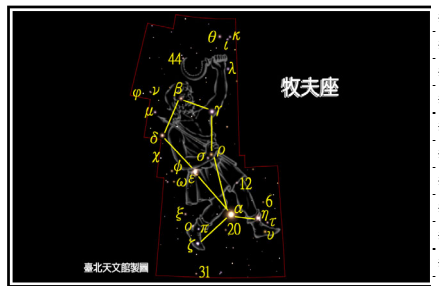 θ κ
ι
44 λ
β
φ ν
γ
μ
δ
σ ρ
χ
ψ
ω ε
12
6
ξ α η
ο π 20 τ
υ
ζ
31
牧夫座
臺北天文館製圖